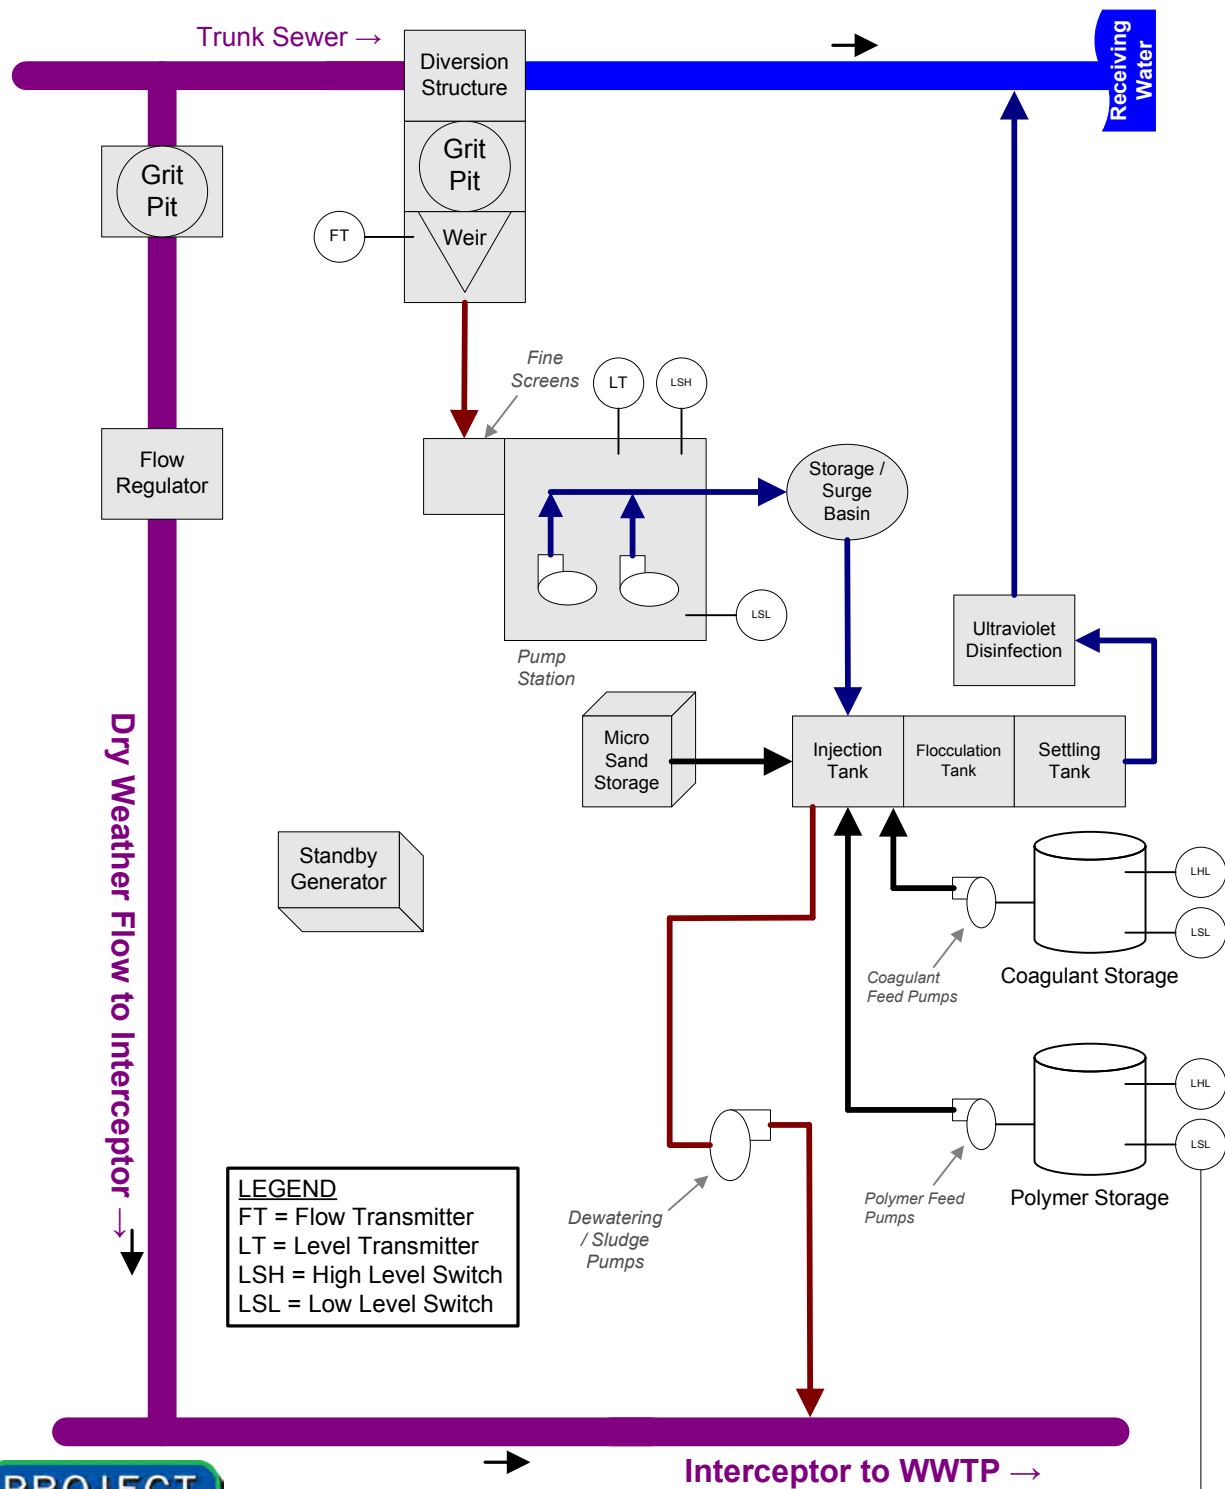 Trunk Sewer →
Diversion
Structure
Receiving
Water
Grit
Pit
Grit
Pit
FT
Weir
Fine
Screens
LT
LSH
Flow
Regulator
Storage /
Surge
Basin
LSL
Ultraviolet
Disinfection
Pump
Station
Micro
Sand
Storage
Injection
Tank
Flocculation
Tank
Settling
Tank
Dry Weather Flow to Interceptor →
Standby
Generator
LHL
LSL
Coagulant
Feed Pumps
Coagulant Storage
LHL
LSL
Polymer Feed
Pumps
Polymer Storage
Dewatering
/ Sludge
Pumps
LEGEND
FT = Flow Transmitter
LT = Level Transmitter
LSH = High Level Switch
LSL = Low Level Switch
Interceptor to WWTP →
PROJECT